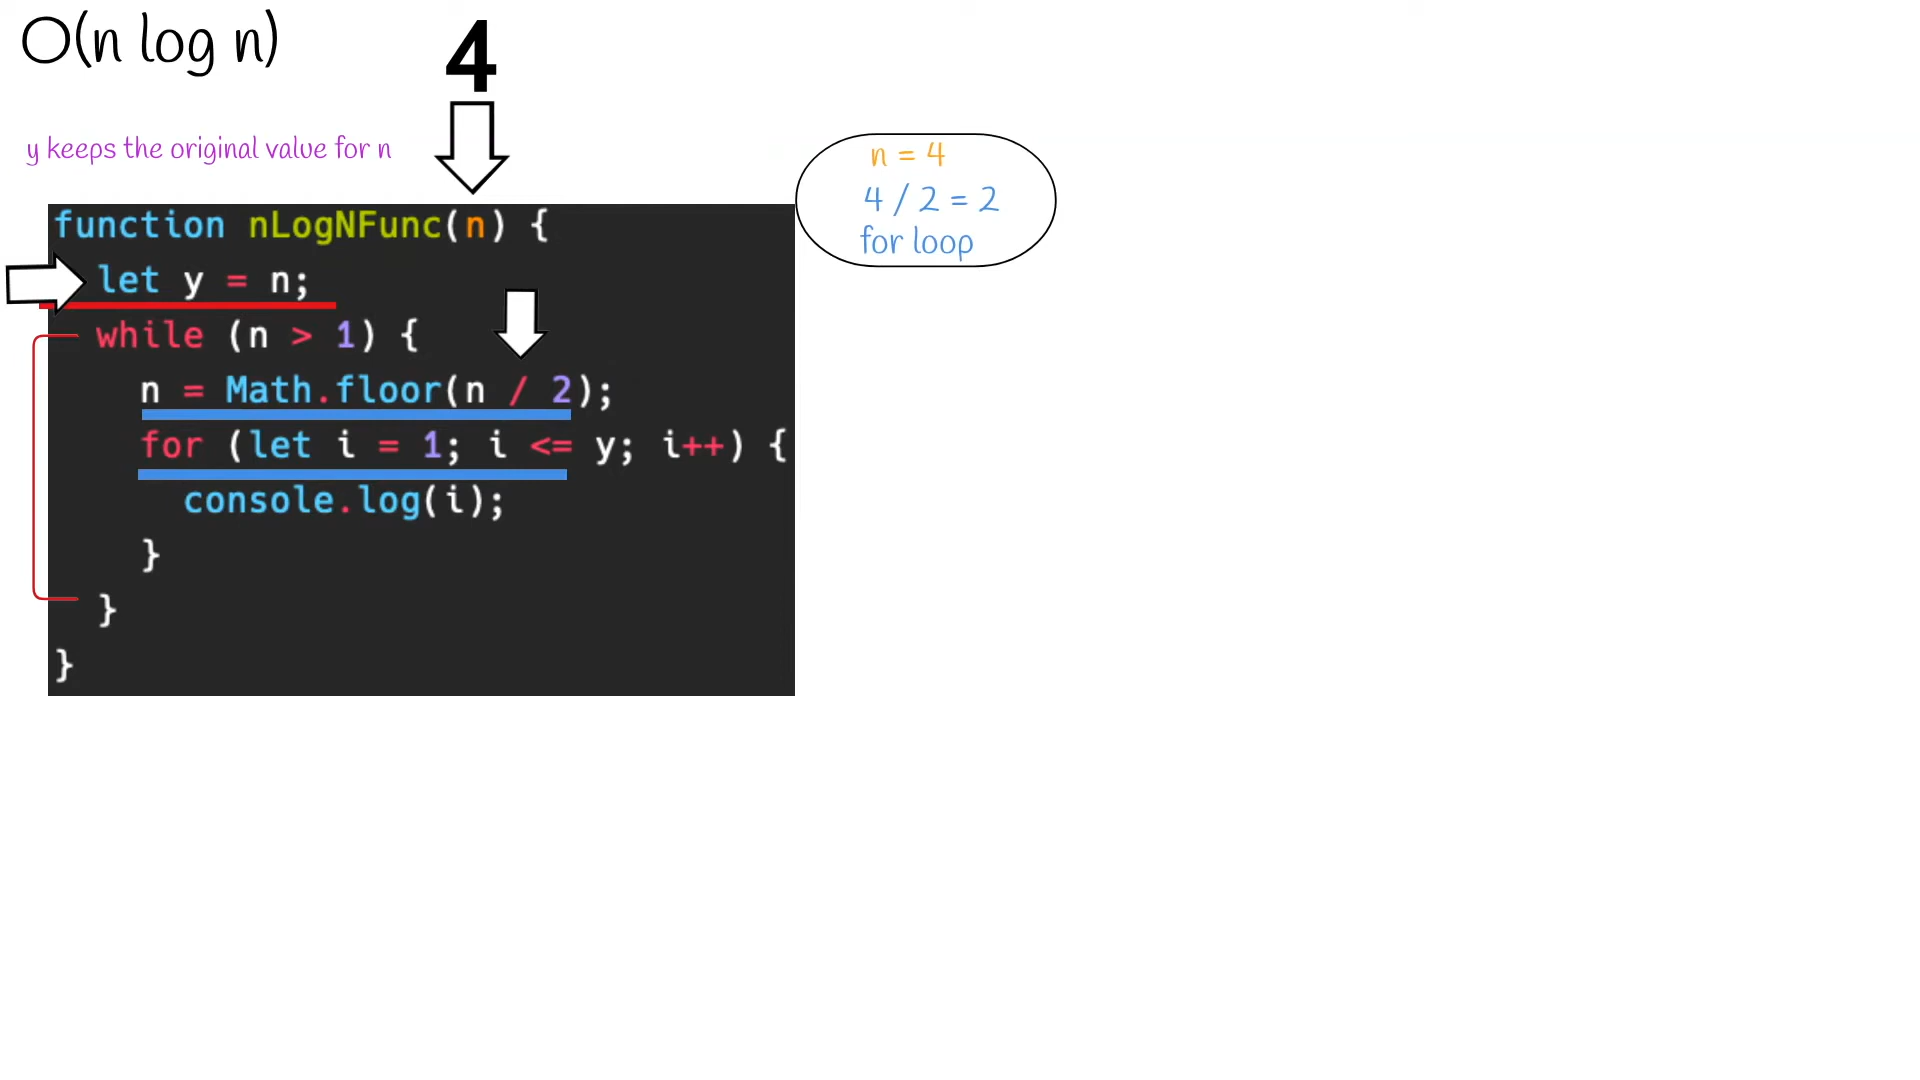 O(n log n)
4
y keeps the original value for n
n = 4
4 / 2 = 2
for loop
function nLogNFunc(n) {
let y = n;
while (n > 1) {
n = Math.floor(n / 2);
for (let i = 1; i <= y; i++) {
console.log(i);
}
}
}